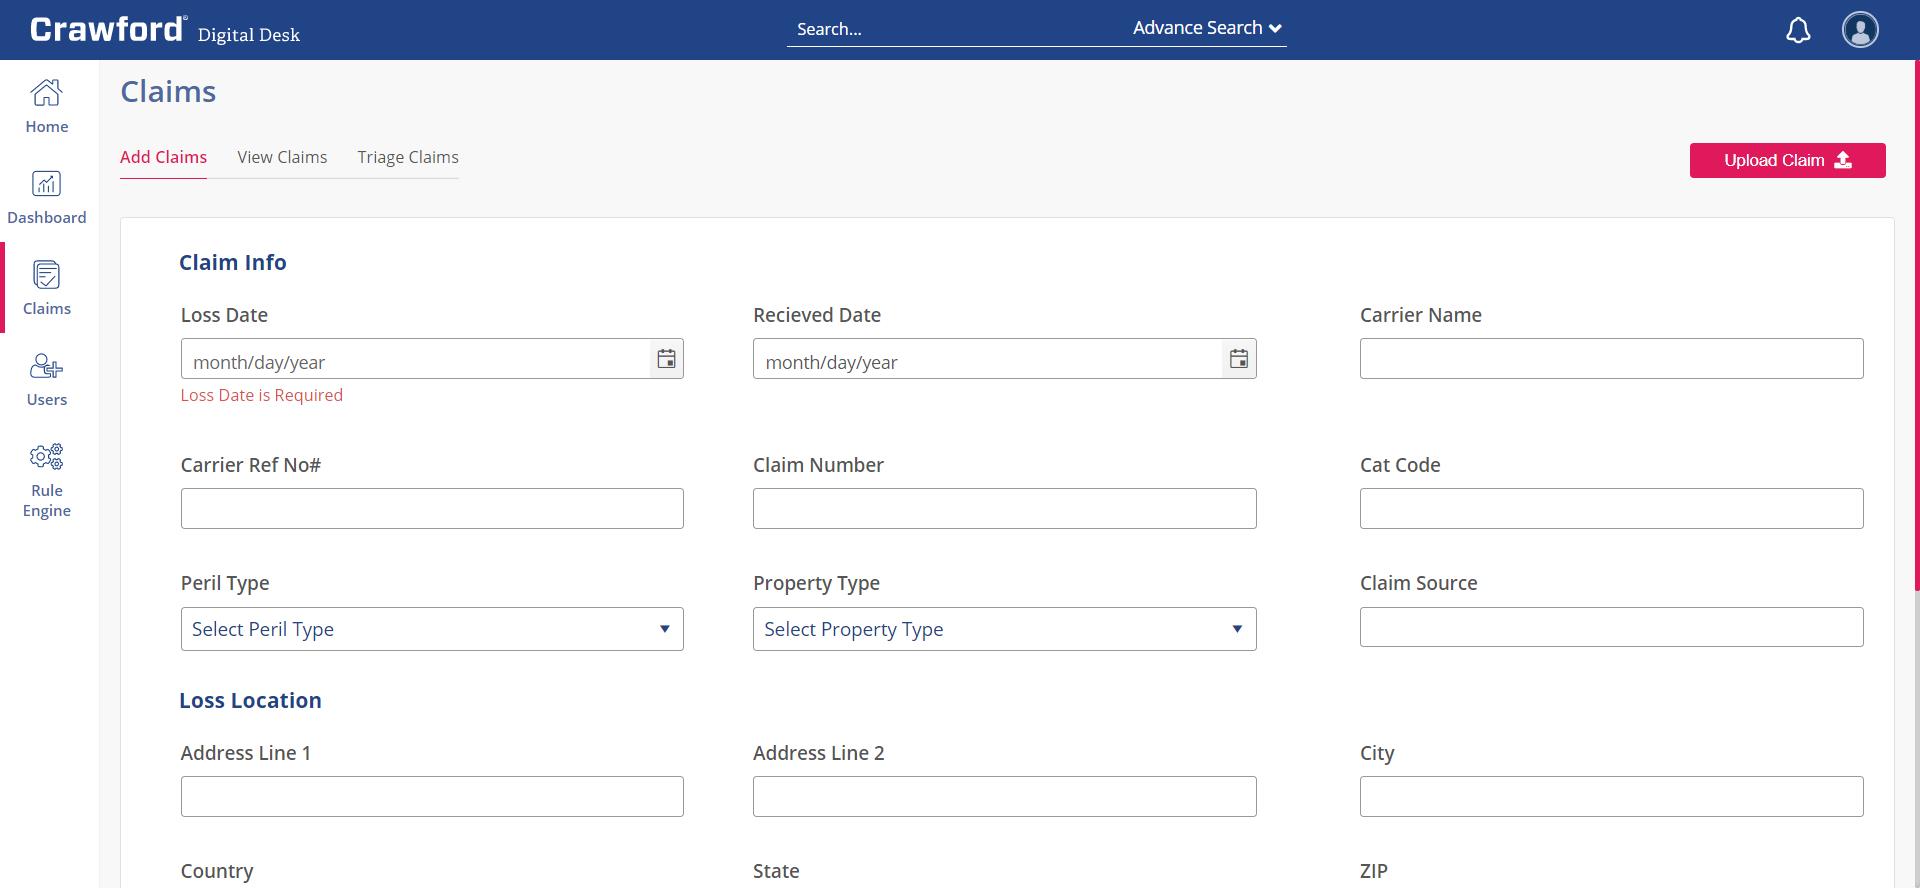 Crawford® Digital Desk
Search...
Advance Search
Home
Dashboard
Claims
Users
Rule
Engine
Claims
Add Claims
View Claims
Triage Claims
Upload Claim
Claim Info
Loss Date
Recieved Date
Carrier Name
month/day/year
month/day/year
Loss Date is Required
Carrier Ref No#
Claim Number
Cat Code
Peril Type
Property Type
Claim Source
Select Peril Type
Select Property Type
Loss Location
Address Line 1
Address Line 2
City
Country
State
ZIP